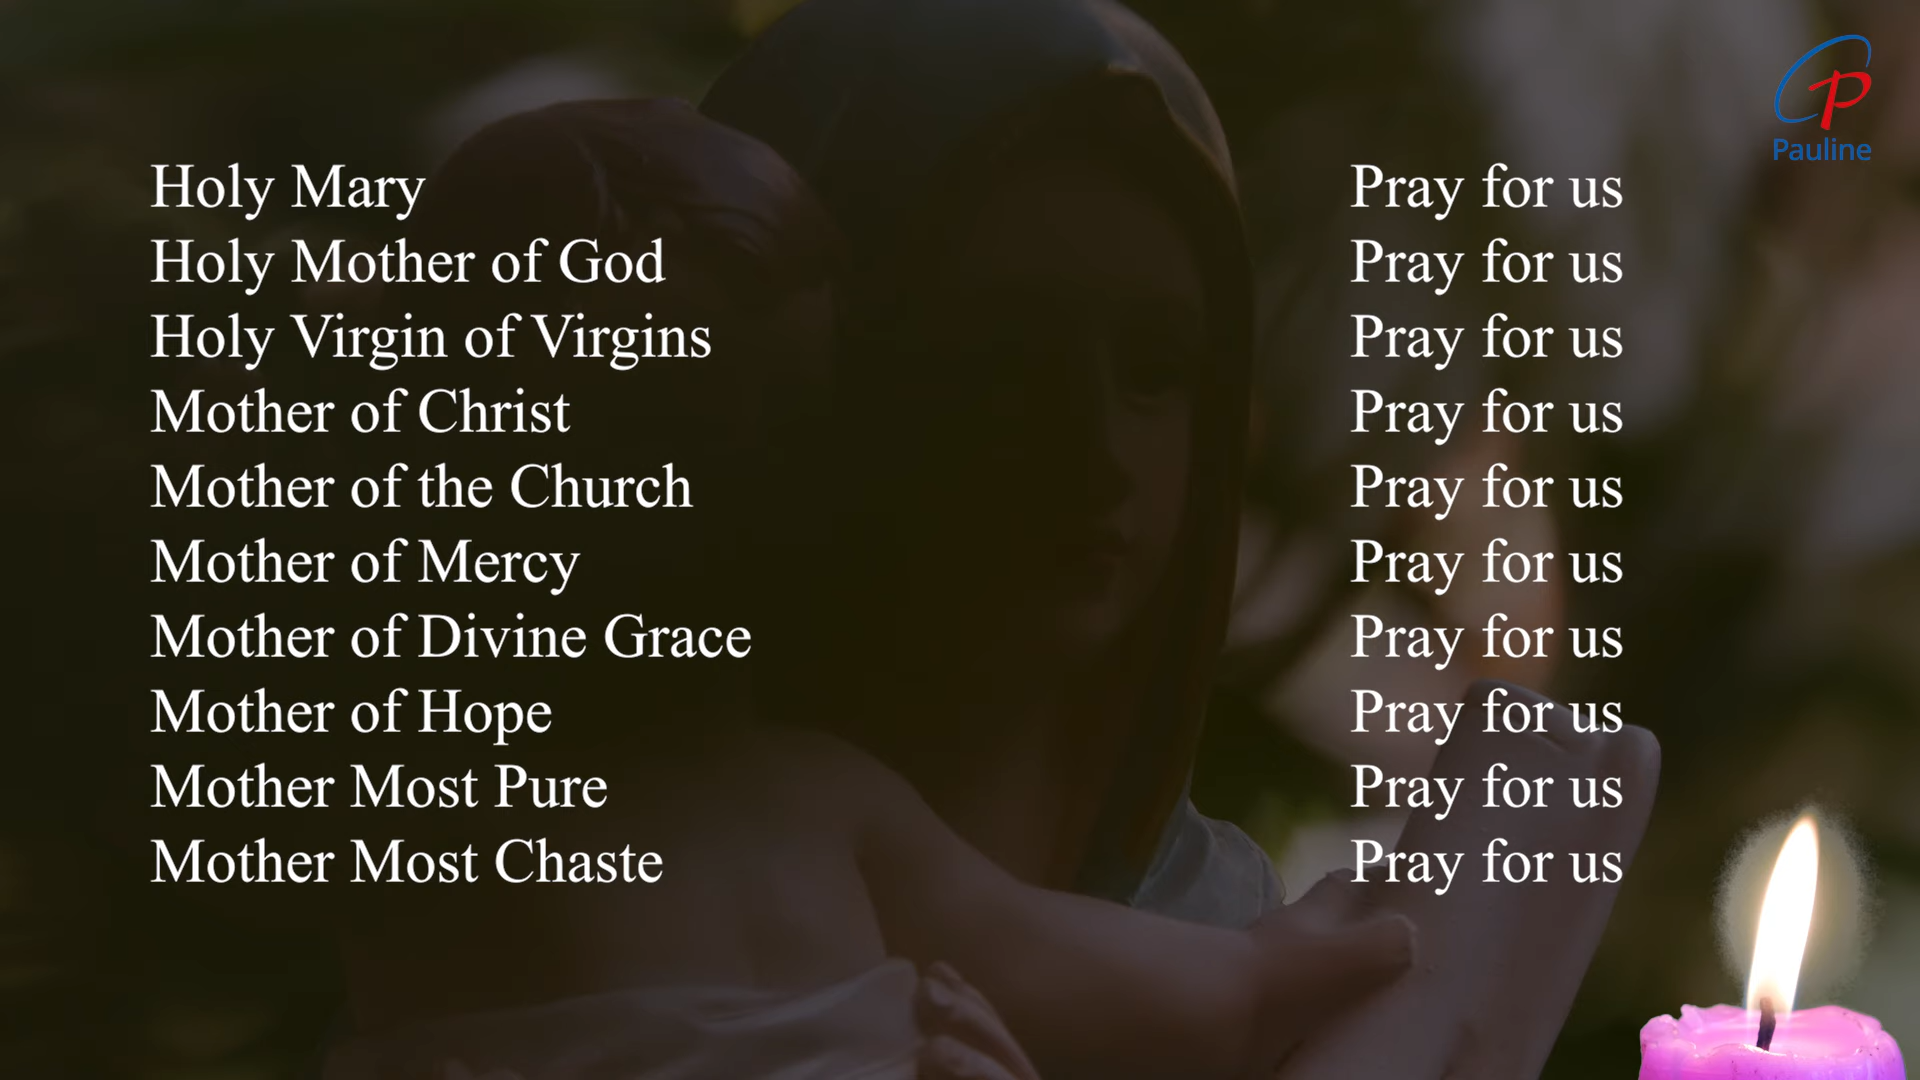 Pauline
Holy Mary Pray for us
Holy Mother of God Pray for us
Holy Virgin of Virgins Pray for us
Mother of Christ Pray for us
Mother of the Church Pray for us
Mother of Mercy Pray for us
Mother of Divine Grace Pray for us
Mother of Hope Pray for us
Mother Most Pure Pray for us
Mother Most Chaste Pray for us